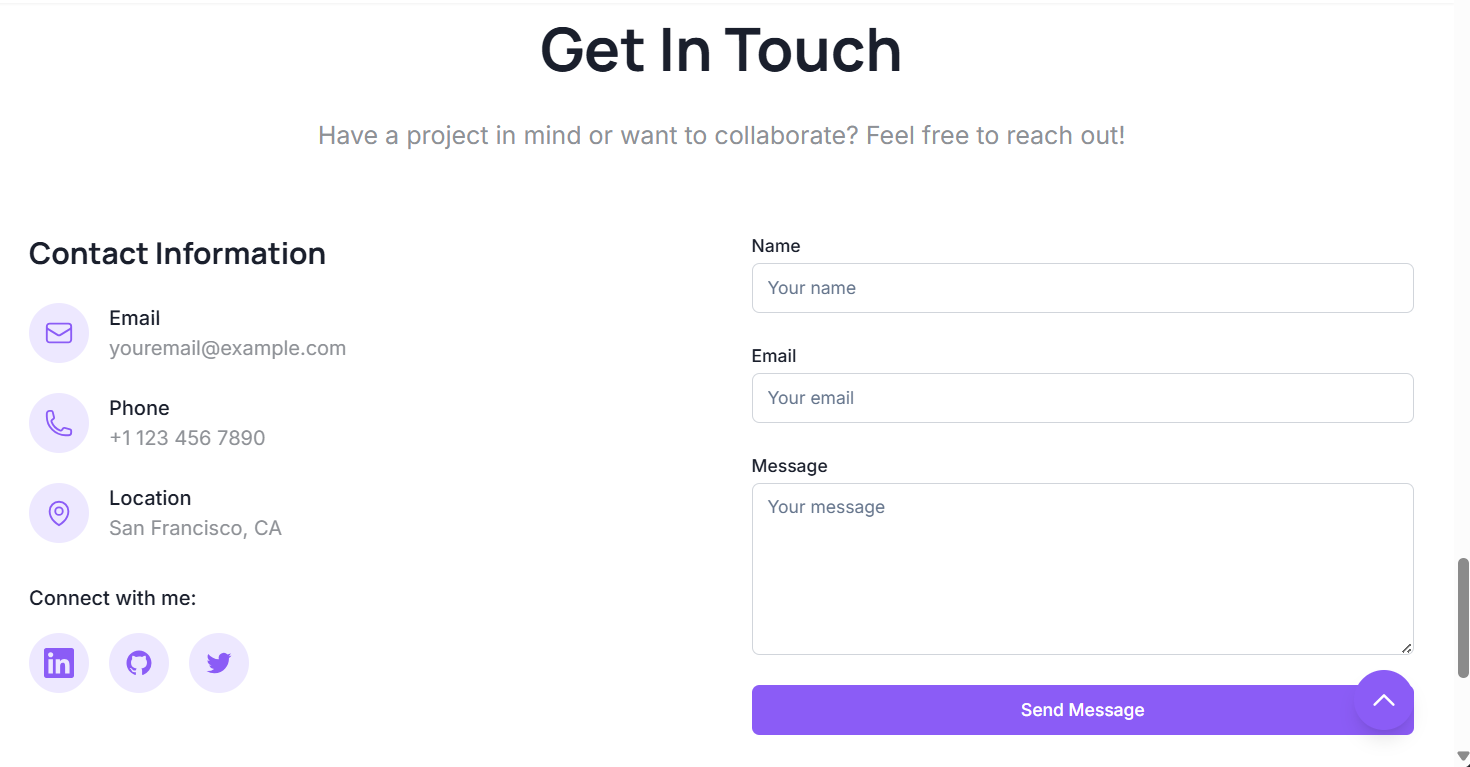 Get In Touch
Have a project in mind or want to collaborate? Feel free to reach out!
Contact Information
Email
youremail@example.com
Phone
+1 123 456 7890
Location
San Francisco, CA
Connect with me:
in
Name
Your name
Email
Your email
Message
Your message
Send Message